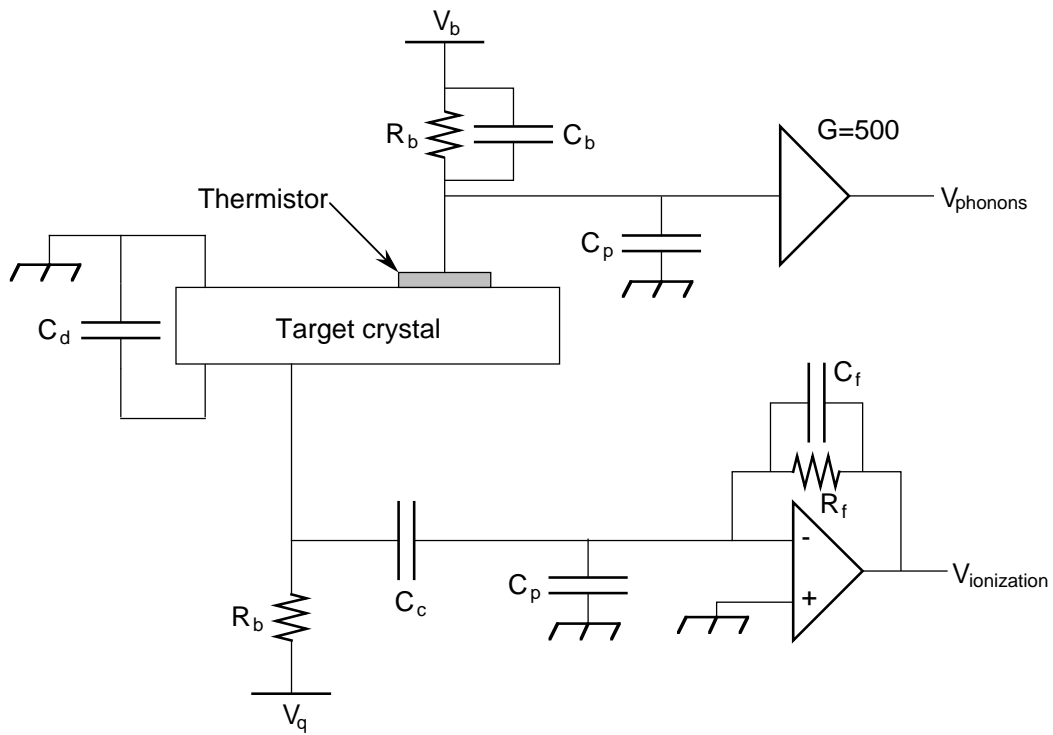 V_b
R_b
C_b
G=500
Thermistor
V_phonons
C_p
C_d
Target crystal
C_f
R_f
-
+
V_ionization
C_c
C_p
R_b
V_q